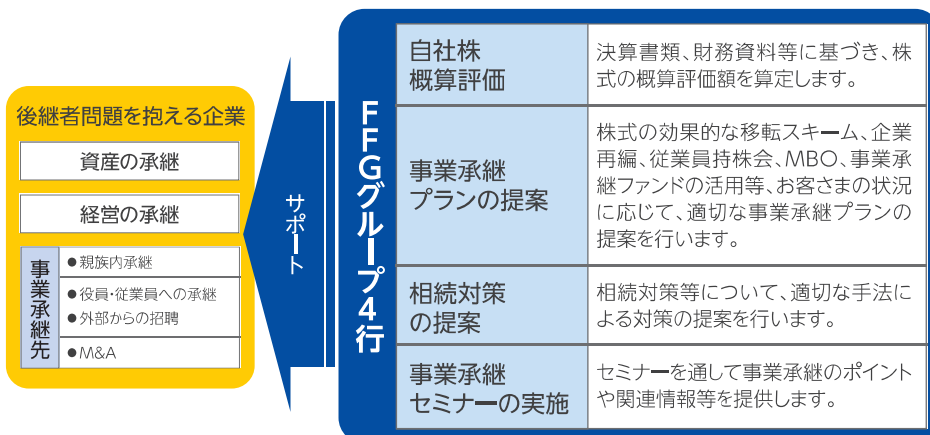 後継者問題を抱える企業
資産の承継
経営の承継
事業承継先
●親族内承継
●役員・従業員への承継
●外部からの招聘
●M&A
サポート
FFGグループ4行
自社株
概算評価
決算書類、財務資料等に基づき、株
式の概算評価額を算定します。
事業承継
プランの提案
株式の効果的な移転スキーム、企業
再編、従業員持株会、MBO、事業承
継ファンドの活用等、お客さまの状況
に応じて、適切な事業承継プランの
提案を行います。
相続対策
の提案
相続対策等について、適切な手法に
よる対策の提案を行います。
事業承継
セミナーの実施
セミナーを通して事業承継のポイント
や関連情報等を提供します。